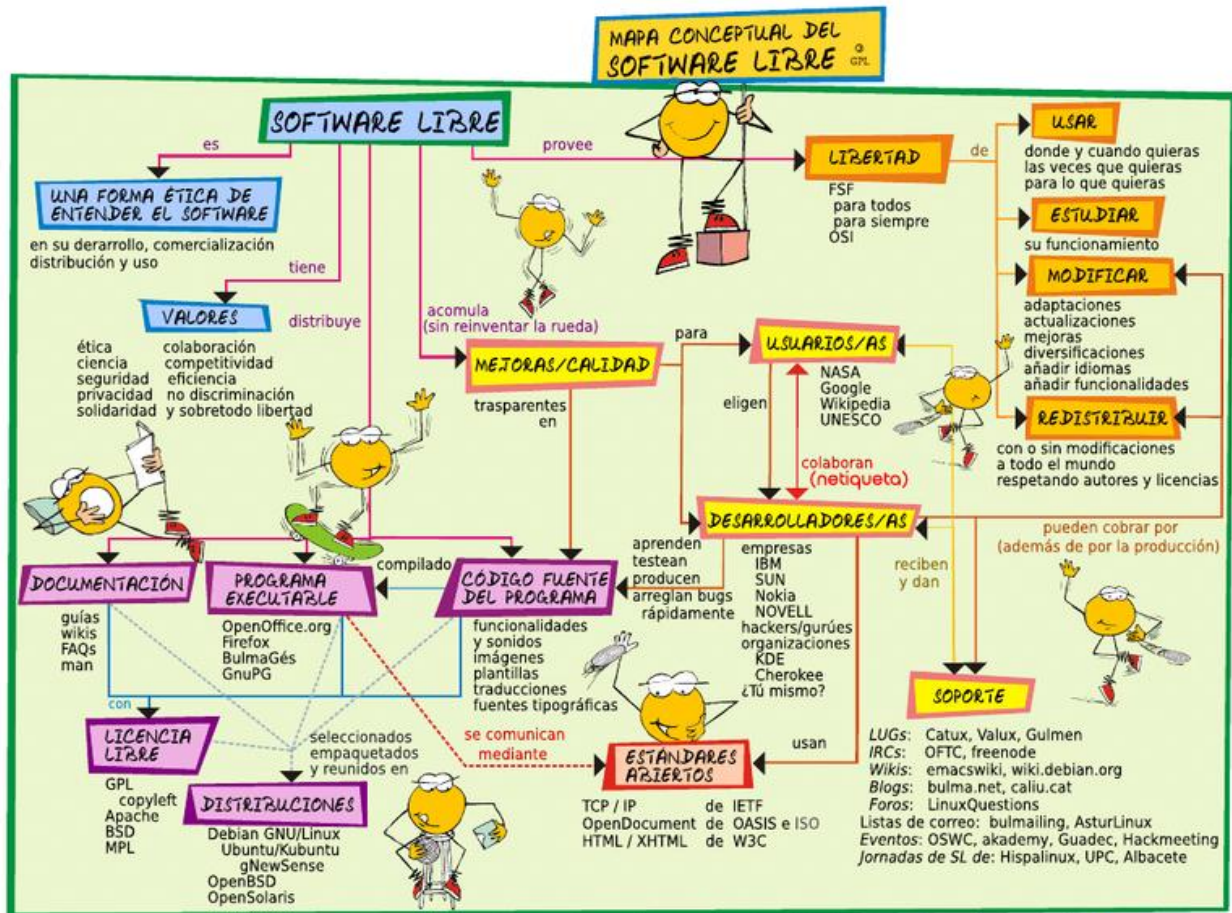 MAPA CONCEPTUAL DEL
SOFTWARE LIBRE
GPL
SOFTWARE LIBRE
es
UNA FORMA ÉTICA DE
ENTENDER EL SOFTWARE
en su derarrollo, comercialización
distribución y uso
tiene
VALORES
ética
ciencia
seguridad
privacidad
solidaridad
colaboración
competitividad
eficiencia
no discriminación
y sobretodo libertad
distribuye
acomula
(sin reinventar la rueda)
MEJORAS/CALIDAD
trasparentes
en
para
provee
LIBERTAD
FSF
para todos
para siempre
OSI
de
USAR
donde y cuando quieras
las veces que quieras
para lo que quieras
ESTUDIAR
su funcionamiento
MODIFICAR
adaptaciones
actualizaciones
mejoras
diversificaciones
añadir idiomas
añadir funcionalidades
REDISTRIBUIR
con o sin modificaciones
a todo el mundo
respetando autores y licencias
USUARIOS/AS
NASA
Google
Wikipedia
UNESCO
eligen
colaboran
(netiqueta)
DESARROLLADORES/AS
empresas
IBM
SUN
Nokia
NOVELL
hackers/gurúes
organizaciones
KDE
Cherokee
¿Tú mismo?
aprenden
testean
producen
arreglan bugs
rápidamente
reciben
y dan
pueden cobrar por
(además de por la producción)
DOCUMENTACIÓN
guías
wikis
FAQs
man
PROGRAMA
EXECUTABLE
OpenOffice.org
Firefox
BulmaGés
GnuPG
compilado
CÓDIGO FUENTE
DEL PROGRAMA
funcionalidades
y sonidos
imágenes
plantillas
traducciones
fuentes tipográficas
con
LICENCIA
LIBRE
GPL
copyleft
Apache
BSD
MPL
seleccionados
empaquetados
y reunidos en
DISTRIBUCIONES
Debian GNU/Linux
Ubuntu/Kubuntu
gNewSense
OpenBSD
OpenSolaris
se comunican
mediante
usan
ESTÁNDARES
ABIERTOS
TCP / IP de IETF
OpenDocument de OASIS e ISO
HTML / XHTML de W3C
SOPORTE
LUGs: Catux, Valux, Gulmen
IRCs: OFTC, freenode
Wikis: emacswiki, wiki.debian.org
Blogs: bulma.net, caliu.cat
Foros: LinuxQuestions
Listas de correo: bulmailing, AsturLinux
Eventos: OSWC, akademy, Guadec, Hackmeeting
Jornadas de SL de: Hispalinux, UPC, Albacete